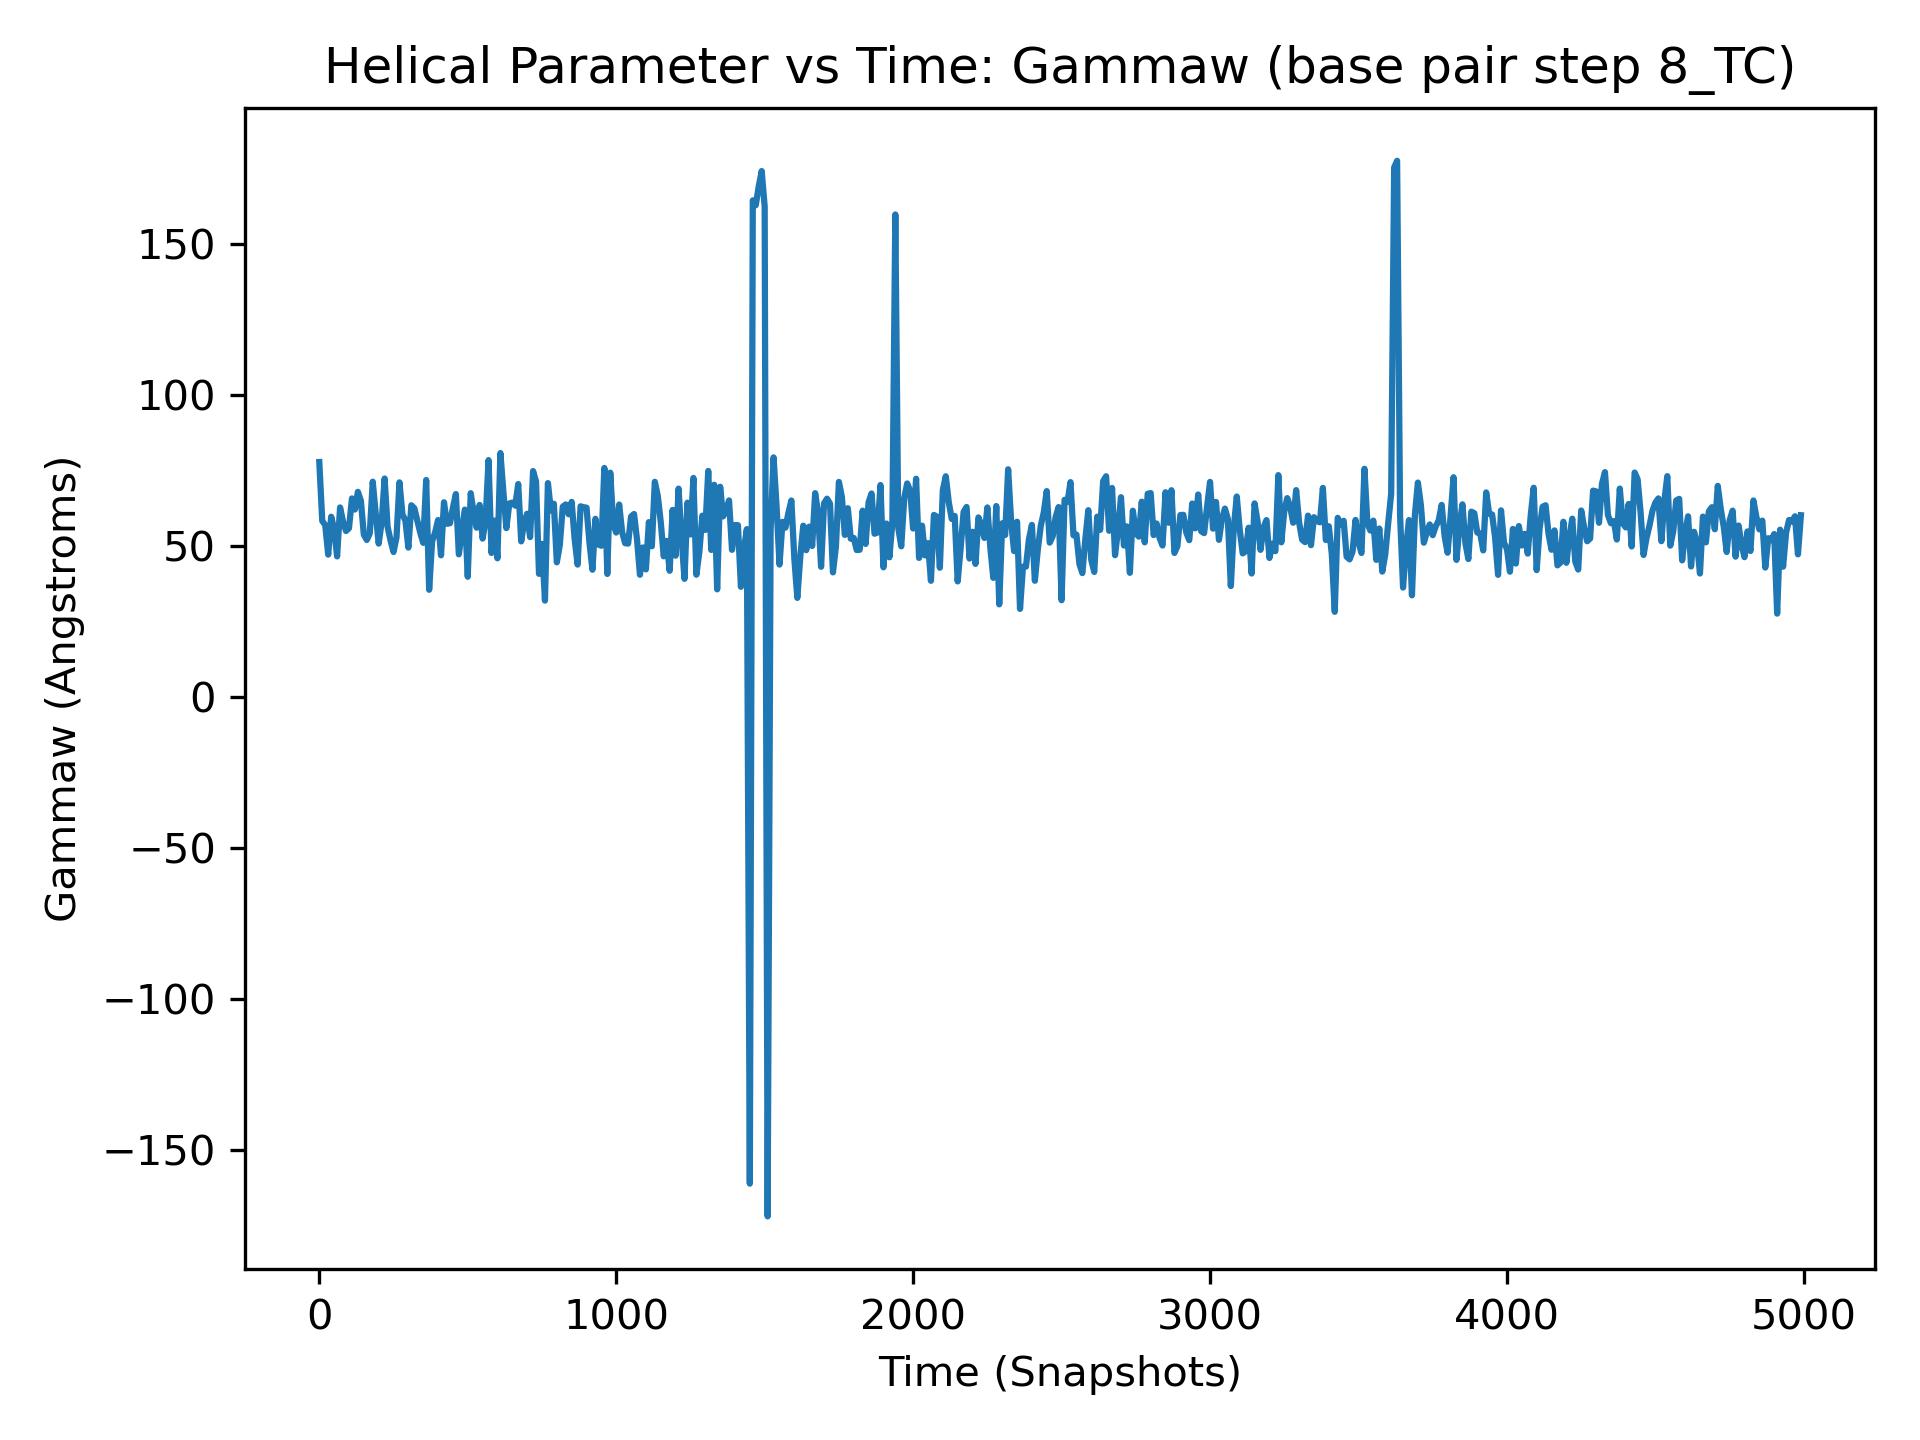 Helical Parameter vs Time: Gammaw (base pair step 8_TC)
Gammaw (Angstroms)
150
100
50
0
−50
−100
−150
0 1000 2000 3000 4000 5000
Time (Snapshots)